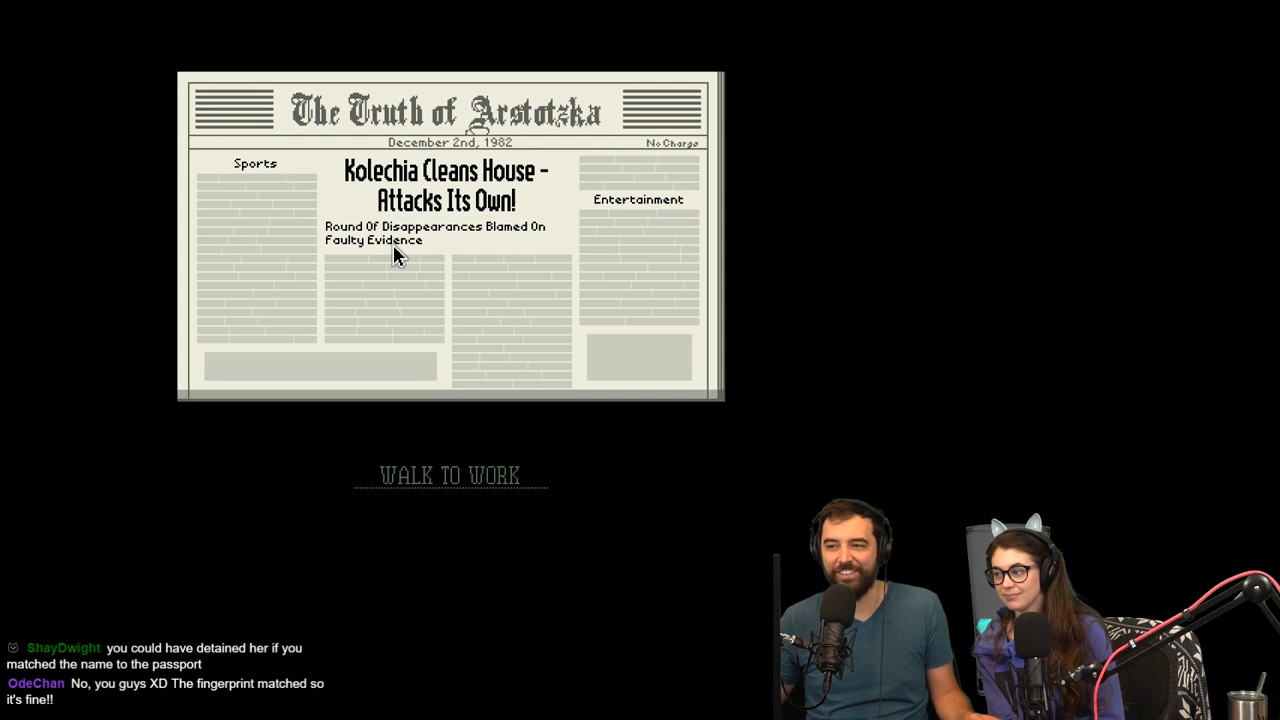 The Truth of Arstotzka
December 2nd, 1982
No Charge
Sports
Kolechia Cleans House -
Attacks Its Own!
Round Of Disappearances Blamed On
Faulty Evidence
Entertainment
WALK TO WORK
ShayDwight you could have detained her if you
matched the name to the passport
OdeChan No, you guys XD The fingerprint matched so
it's fine!!